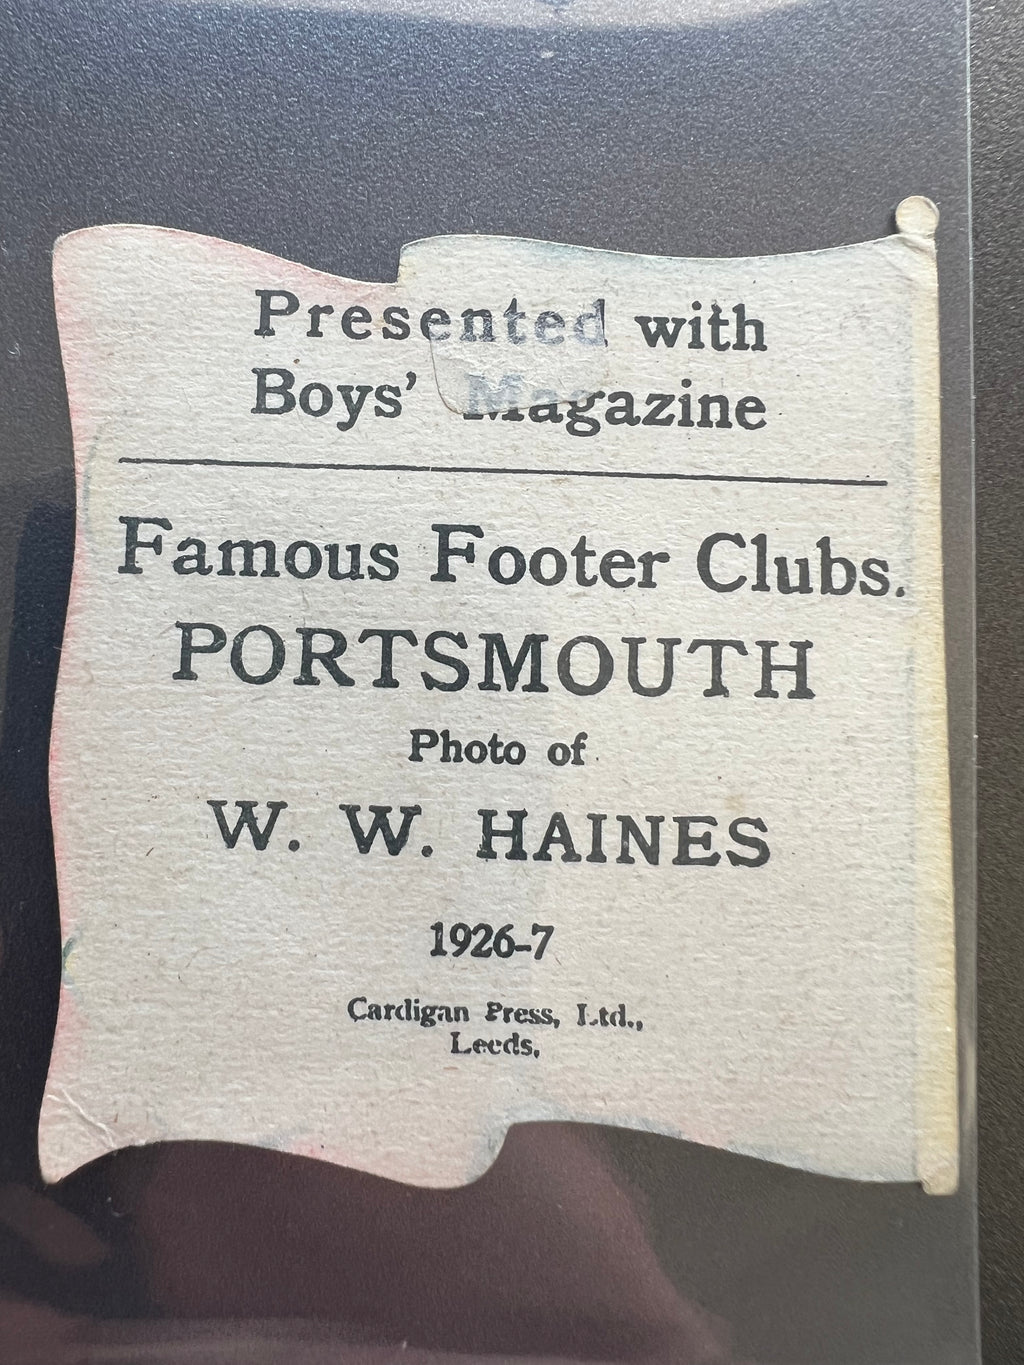 Presented with
Boys' Magazine
Famous Footer Clubs.
PORTSMOUTH
Photo of
W. W. HAINES
1926-7
Cardigan Press, Ltd.,
Leeds.